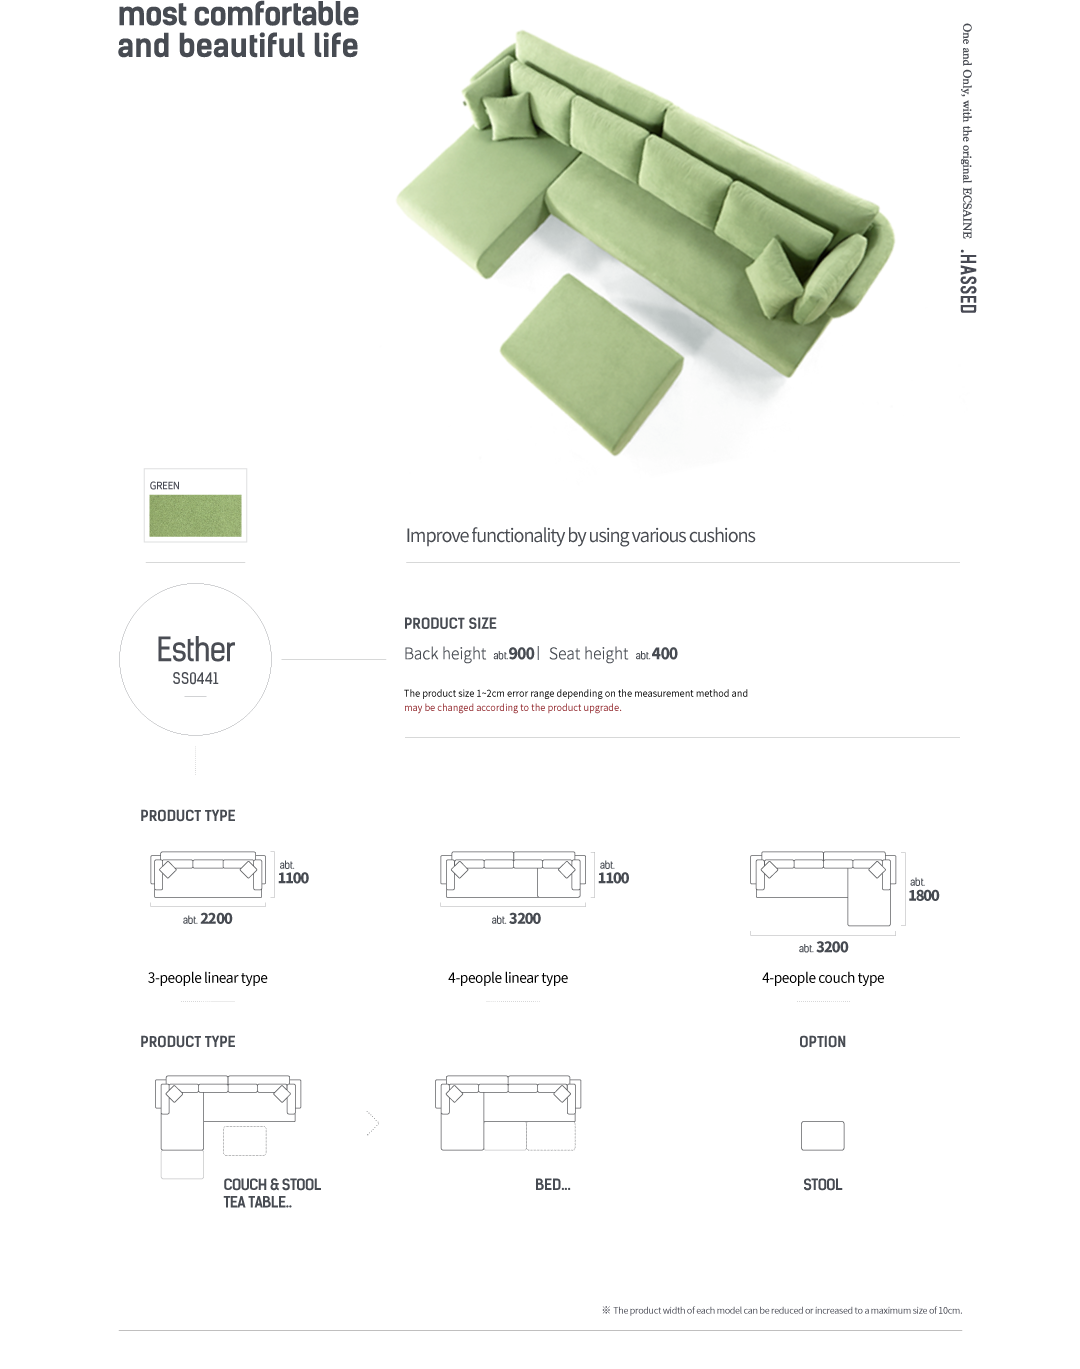 most comfortable
and beautiful life
One and Only, with the original ECSAINE .HASSED
GREEN
Improve functionality by using various cushions
Esther
SS0441
PRODUCT SIZE
Back height abt.900 | Seat height abt.400
The product size 1~2cm error range depending on the measurement method and
may be changed according to the product upgrade.
PRODUCT TYPE
abt.
1100
abt. 2200
3-people linear type
abt.
1100
abt. 3200
4-people linear type
abt.
1800
abt. 3200
4-people couch type
PRODUCT TYPE
COUCH & STOOL
TEA TABLE..
BED...
OPTION
STOOL
※ The product width of each model can be reduced or increased to a maximum size of 10cm.